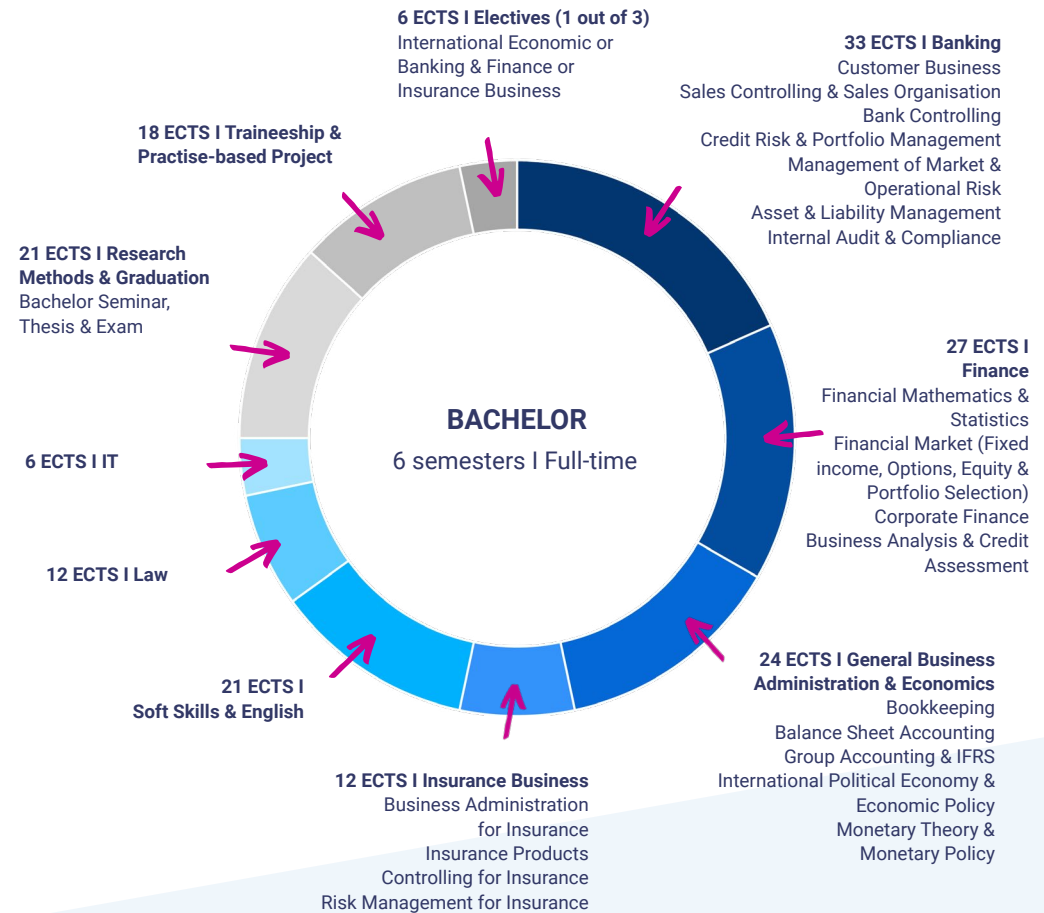 6 ECTS I Electives (1 out of 3)
International Economic or
Banking & Finance or
Insurance Business
33 ECTS I Banking
Customer Business
Sales Controlling & Sales Organisation
Bank Controlling
Credit Risk & Portfolio Management
Management of Market &
Operational Risk
Asset & Liability Management
Internal Audit & Compliance
18 ECTS I Traineeship &
Practise-based Project
21 ECTS I Research
Methods & Graduation
Bachelor Seminar,
Thesis & Exam
27 ECTS I
Finance
Financial Mathematics &
Statistics
Financial Market (Fixed
income, Options, Equity &
Portfolio Selection)
Corporate Finance
Business Analysis & Credit
Assessment
BACHELOR
6 semesters I Full-time
6 ECTS I IT
12 ECTS I Law
21 ECTS I
Soft Skills & English
24 ECTS I General Business
Administration & Economics
Bookkeeping
Balance Sheet Accounting
Group Accounting & IFRS
International Political Economy &
Economic Policy
Monetary Theory &
Monetary Policy
12 ECTS I Insurance Business
Business Administration
for Insurance
Insurance Products
Controlling for Insurance
Risk Management for Insurance